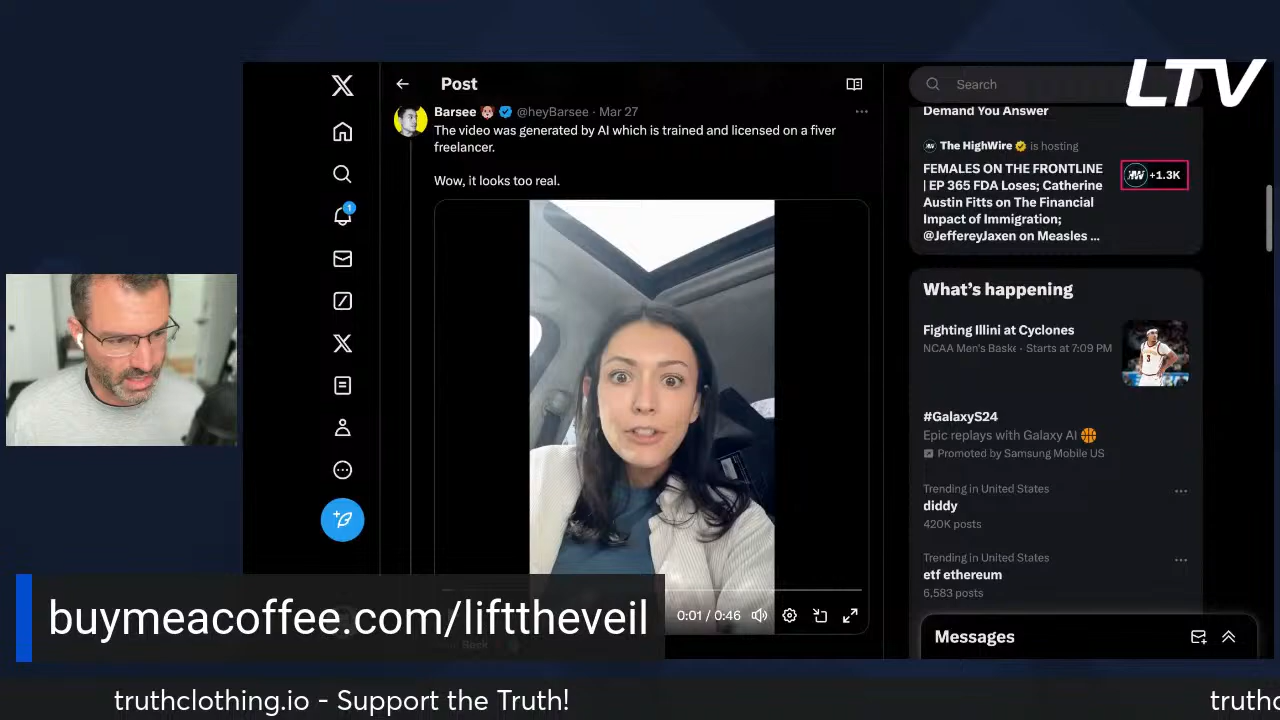 LTV
Post
Search
Barsee @heyBarsee · Mar 27
The video was generated by AI which is trained and licensed on a fiver
freelancer.
Wow, it looks too real.
Demand You Answer
The HighWire is hosting
FEMALES ON THE FRONTLINE
| EP 365 FDA Loses; Catherine
Austin Fitts on The Financial
Impact of Immigration;
@JeffereyJaxen on Measles ...
+1.3K
1
What's happening
Fighting Illini at Cyclones
NCAA Men's Baske · Starts at 7:09 PM
#GalaxyS24
Epic replays with Galaxy AI
Promoted by Samsung Mobile US
Trending in United States
diddy
420K posts
Trending in United States
etf ethereum
6,583 posts
0:01 / 0:46
Messages
buymeacoffee.com/lifttheveil
truthclothing.io - Support the Truth!